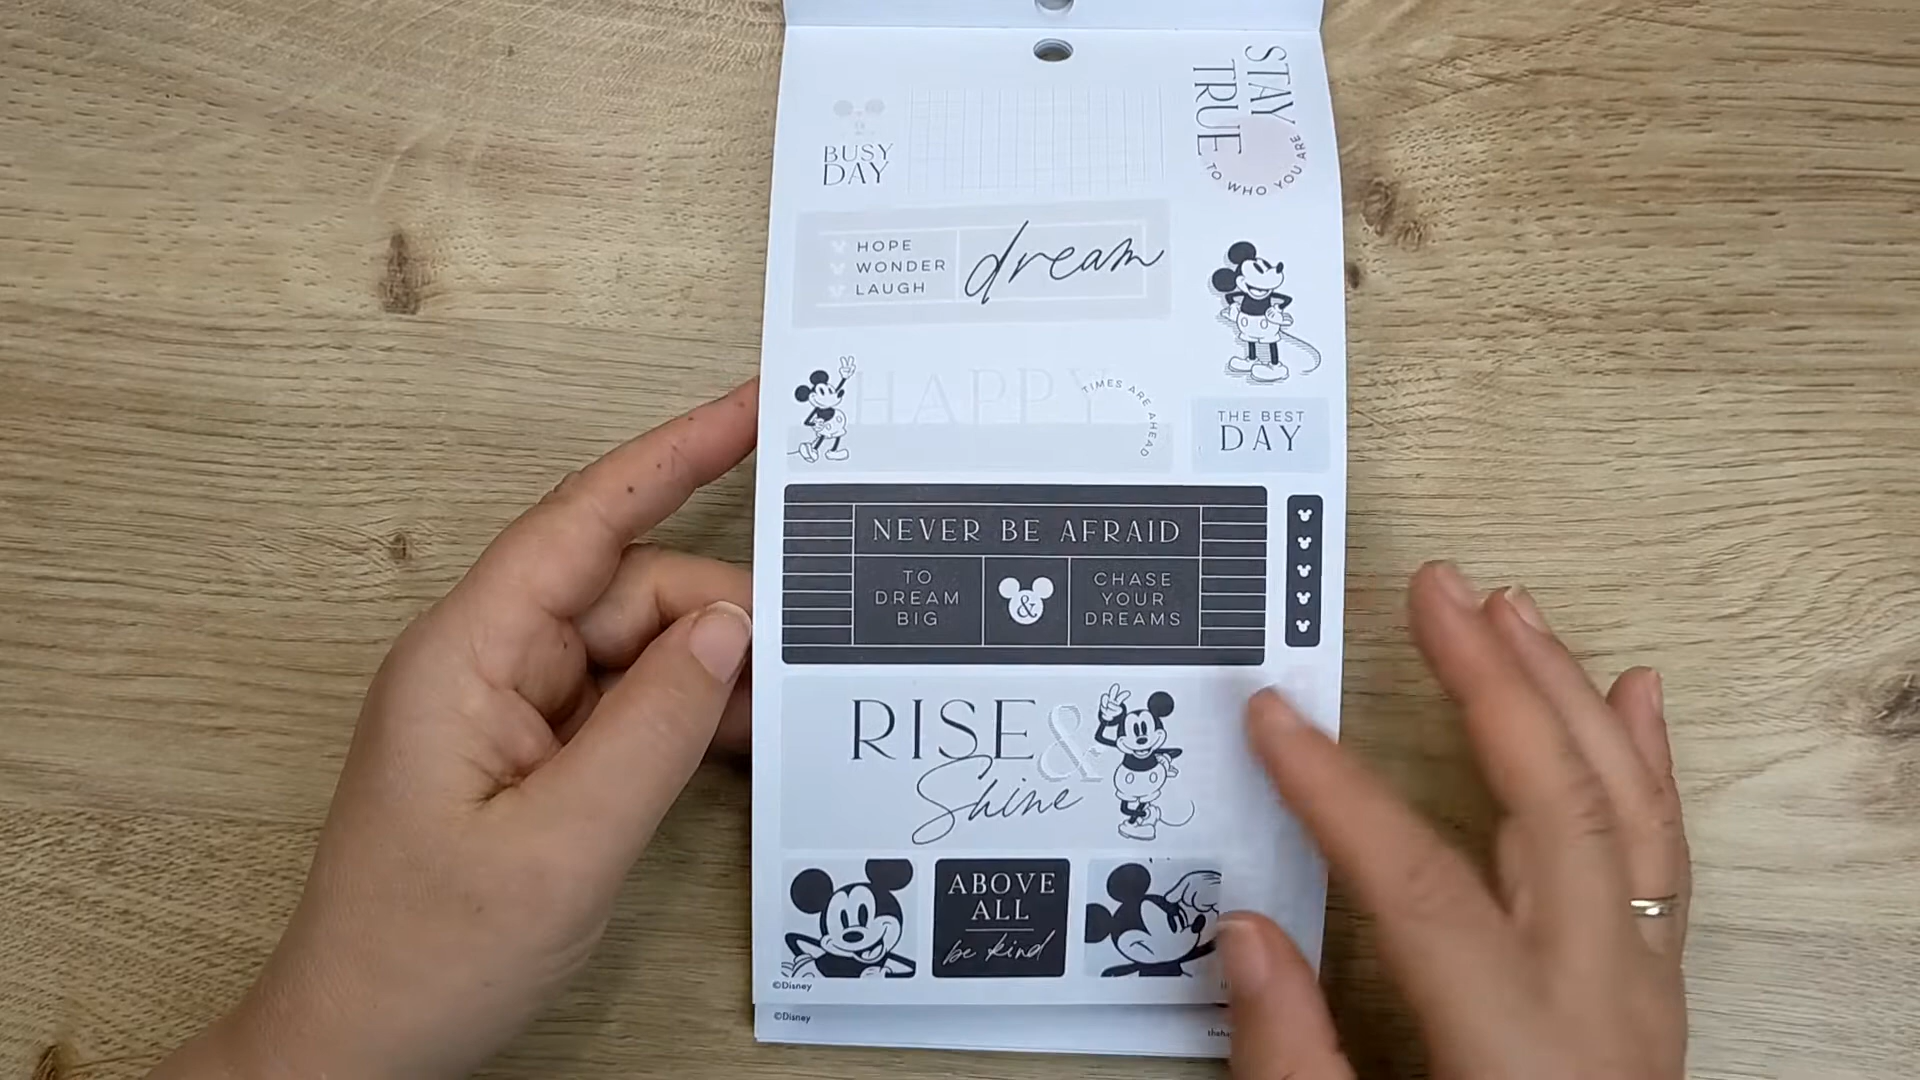 BUSY
DAY
STAY
TRUE
TO WHO YOU ARE
HOPE
WONDER
LAUGH
dream
HAPPY
TIMES ARE AHEAD
THE BEST
DAY
NEVER BE AFRAID
TO
DREAM
BIG
&
CHASE
YOUR
DREAMS
RISE &
Shine
ABOVE
ALL
be kind
©Disney
©Disney